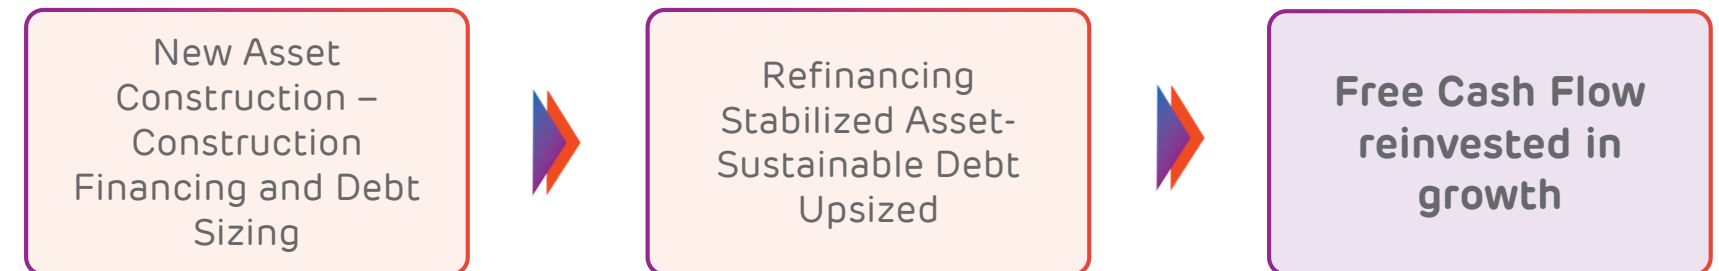 New Asset
Construction –
Construction
Financing and Debt
Sizing
Refinancing
Stabilized Asset-
Sustainable Debt
Upsized
Free Cash Flow
reinvested in
growth